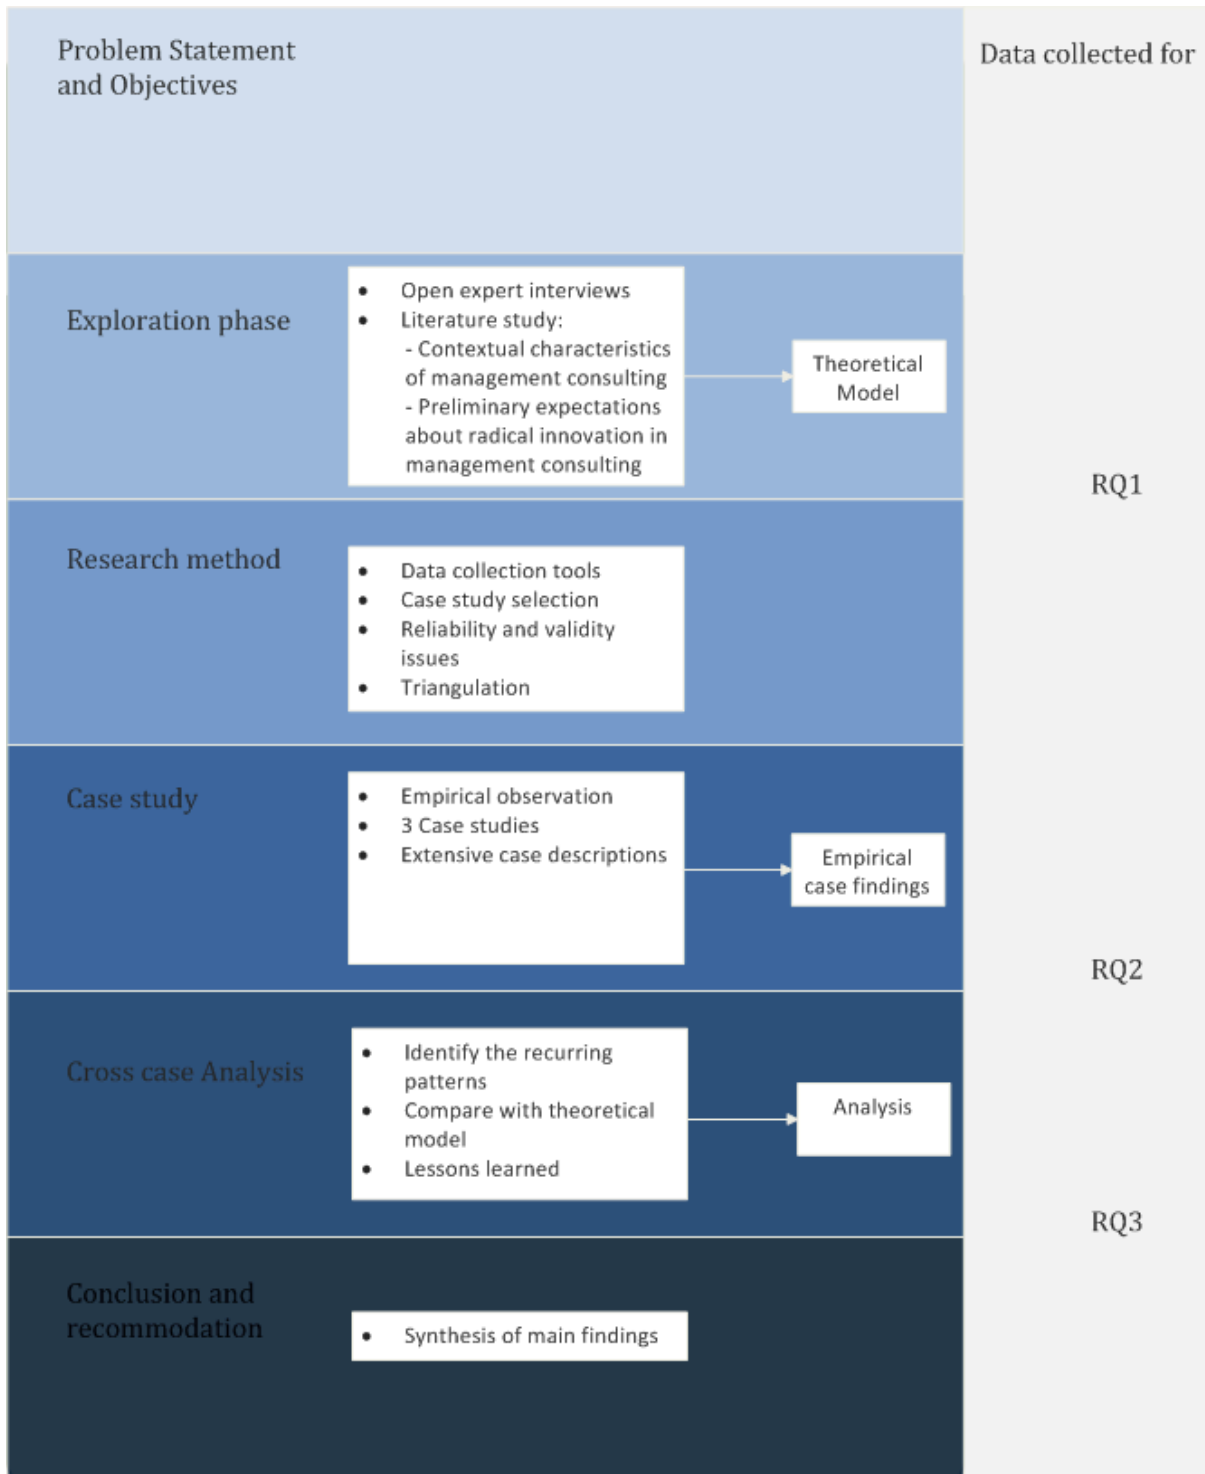 Problem Statement
and Objectives
Data collected for
Exploration phase
• Open expert interviews
• Literature study:
- Contextual characteristics
of management consulting
- Preliminary expectations
about radical innovation in
management consulting
Theoretical
Model
RQ1
Research method
• Data collection tools
• Case study selection
• Reliability and validity
issues
• Triangulation
Case study
• Empirical observation
• 3 Case studies
• Extensive case descriptions
Empirical
case findings
RQ2
Cross case Analysis
• Identify the recurring
patterns
• Compare with theoretical
model
• Lessons learned
Analysis
RQ3
Conclusion and
recommodation
• Synthesis of main findings